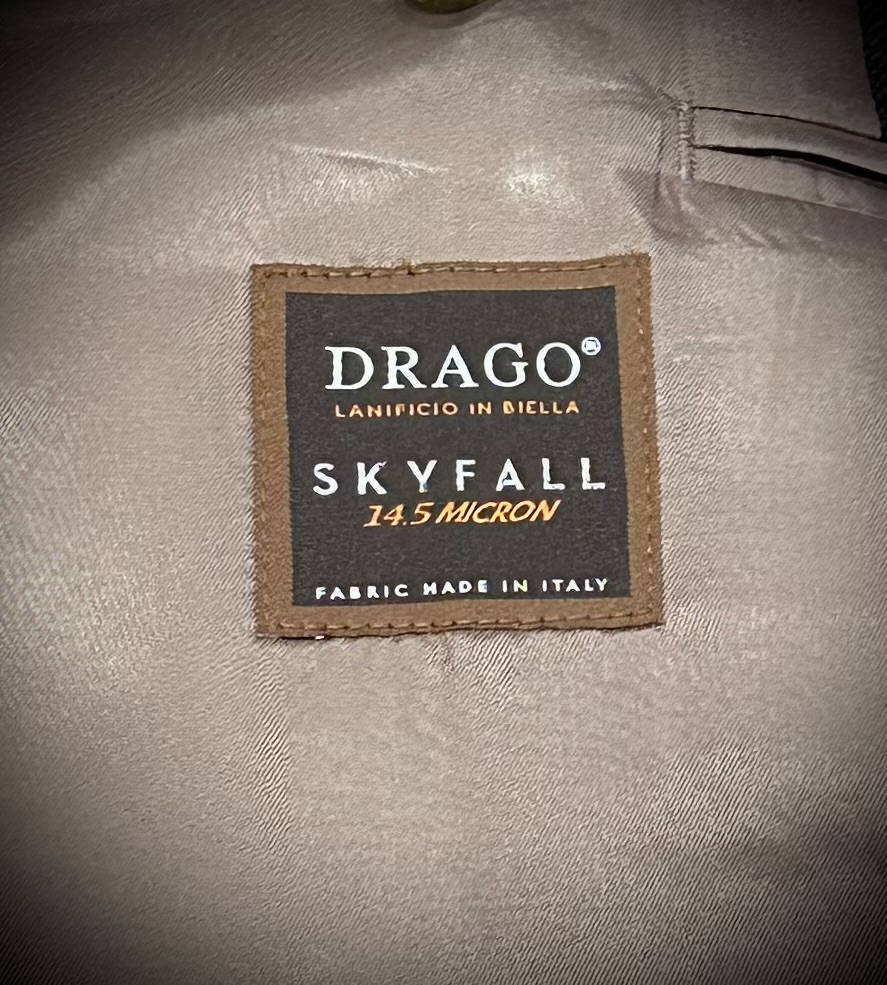 DRAGO®
LANIFICIO IN BIELLA
SKYFALL
14.5 MICRON
FABRIC MADE IN ITALY